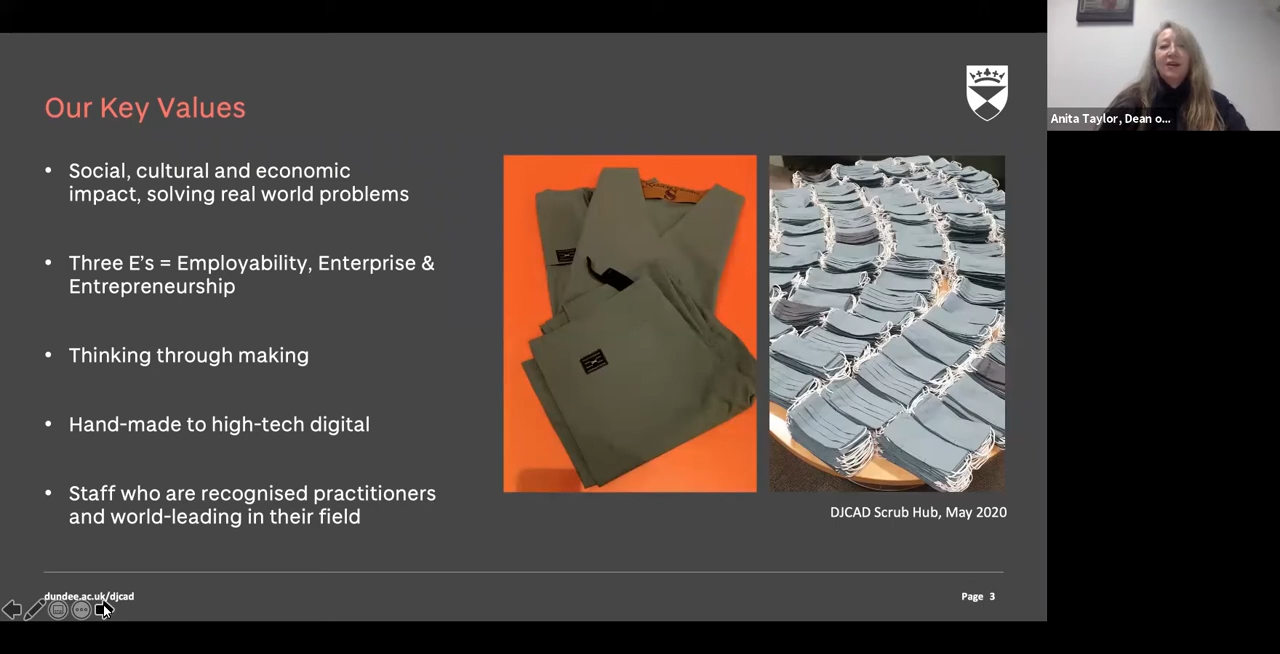 Our Key Values
• Social, cultural and economic
impact, solving real world problems
• Three E’s = Employability, Enterprise &
Entrepreneurship
• Thinking through making
• Hand-made to high-tech digital
• Staff who are recognised practitioners
and world-leading in their field
DJCAD Scrub Hub, May 2020
dundee.ac.uk/djcad
Page 3
Anita Taylor, Dean o...